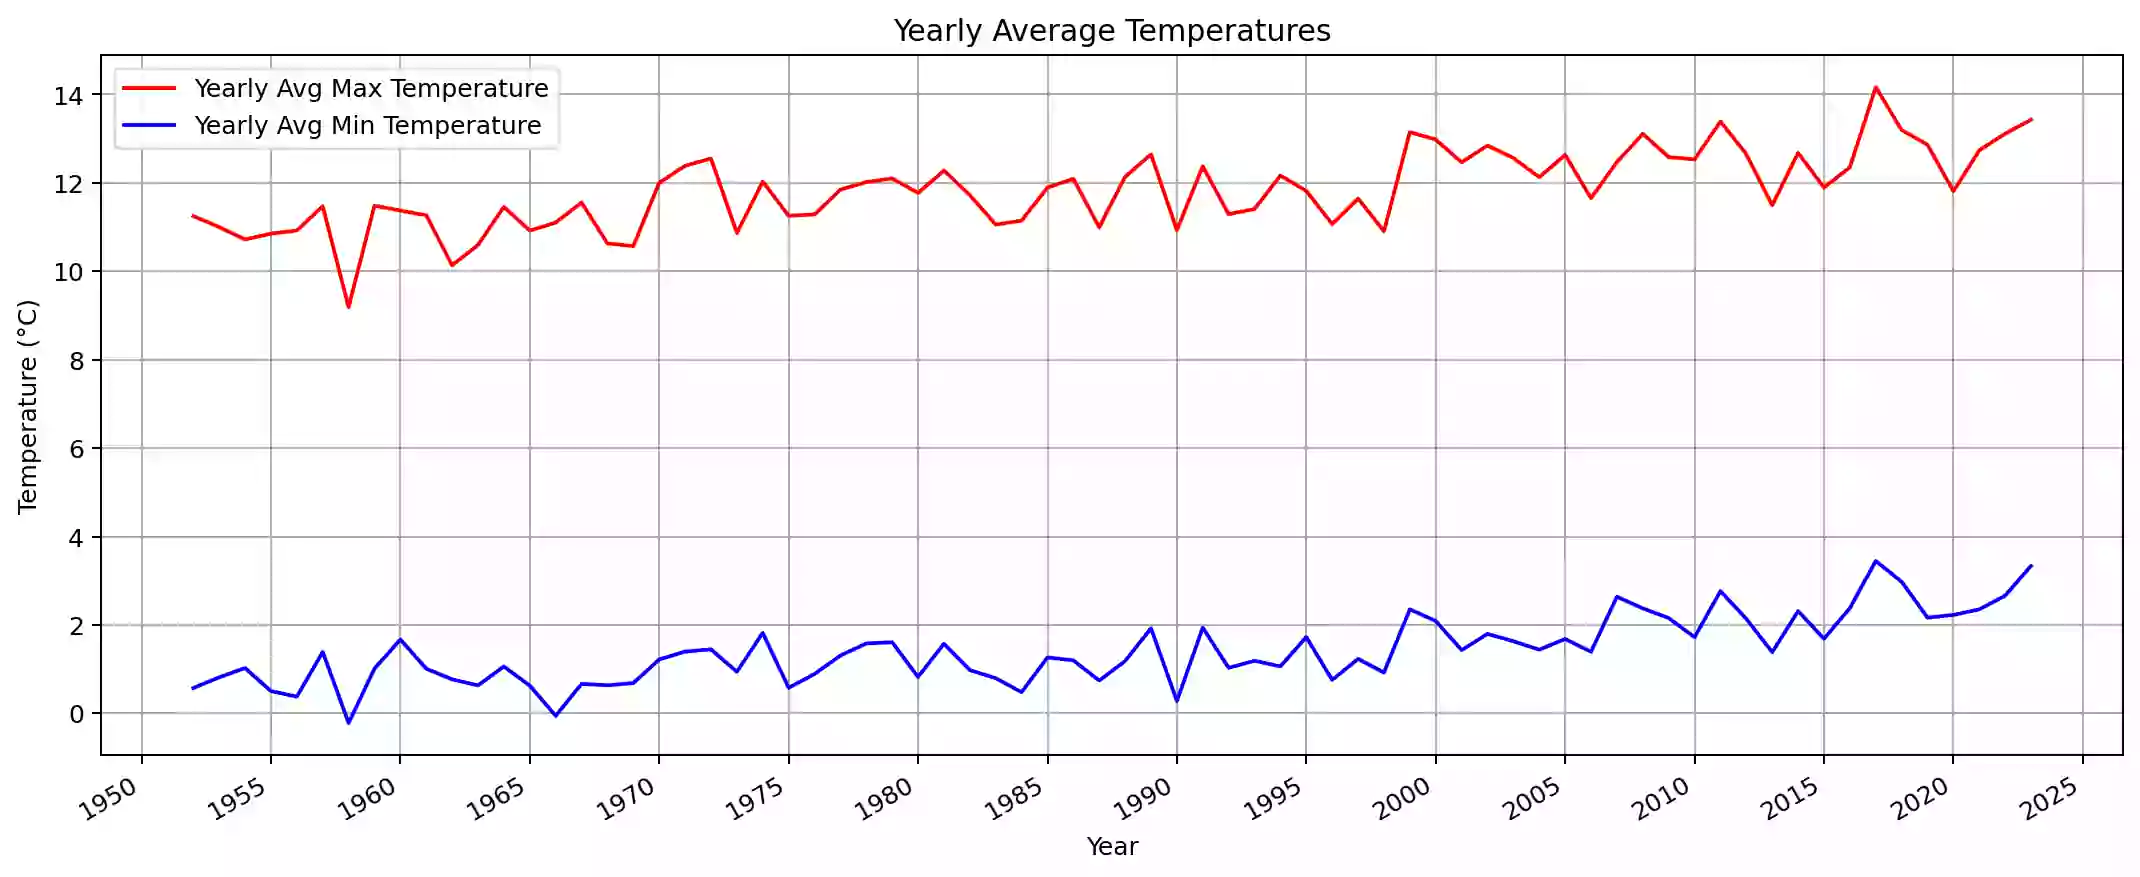 Yearly Average Temperatures
Yearly Avg Max Temperature
Yearly Avg Min Temperature
14
12
10
8
6
4
2
0
Temperature (°C)
1950 1955 1960 1965 1970 1975 1980 1985 1990 1995 2000 2005 2010 2015 2020 2025
Year